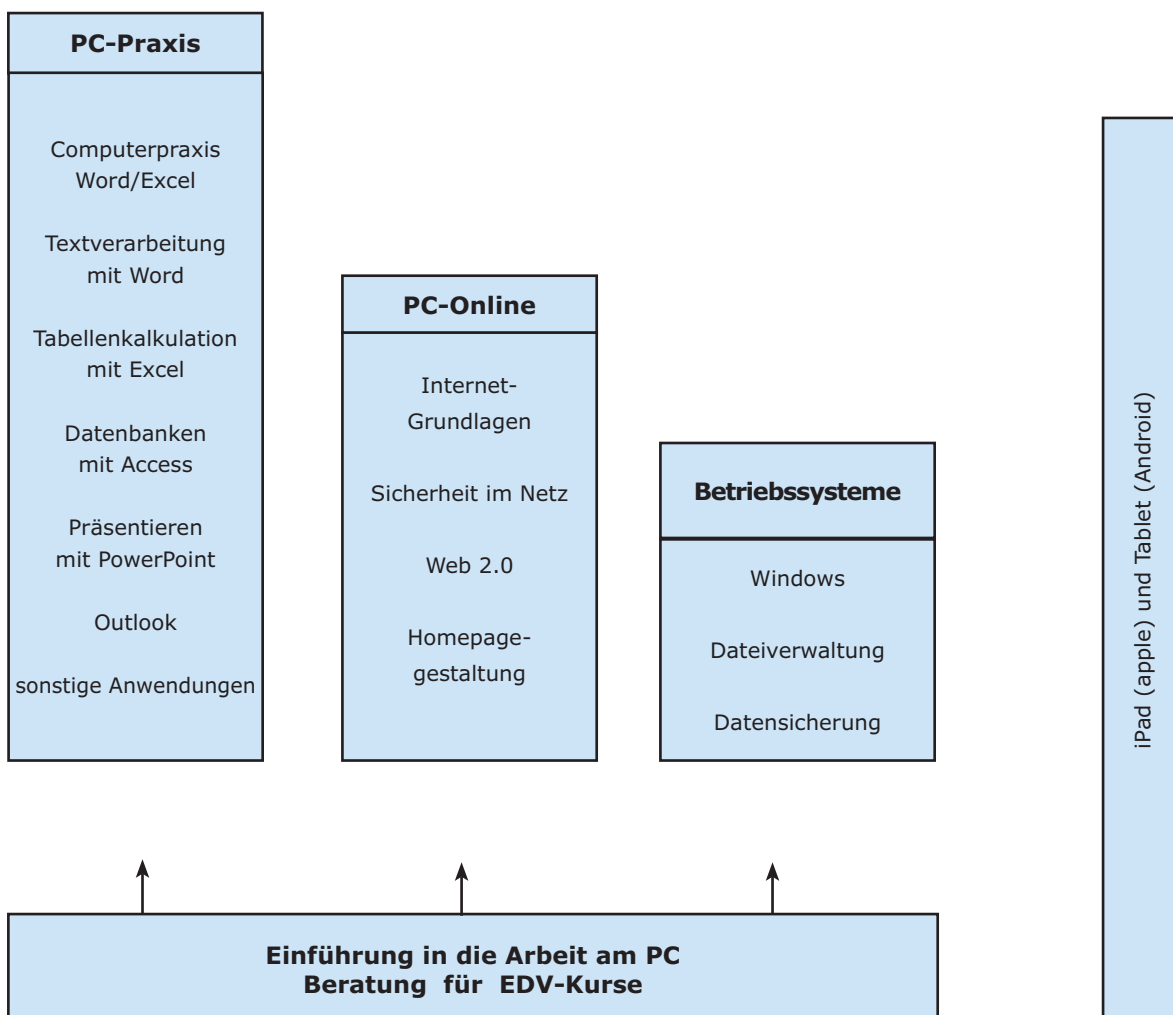 PC-Praxis
Computerpraxis
Word/Excel
Textverarbeitung
mit Word
Tabellenkalkulation
mit Excel
Datenbanken
mit Access
Präsentieren
mit PowerPoint
Outlook
sonstige Anwendungen
PC-Online
Internet-
Grundlagen
Sicherheit im Netz
Web 2.0
Homepage-
gestaltung
Betriebssysteme
Windows
Dateiverwaltung
Datensicherung
iPad (apple) und Tablet (Android)
Einführung in die Arbeit am PC
Beratung für EDV-Kurse